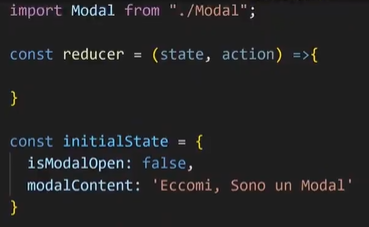 import Modal from "./Modal";
const reducer = (state, action) =>{
}
const initialState = {
isModalOpen: false,
modalContent: 'Eccomi, Sono un Modal'
}